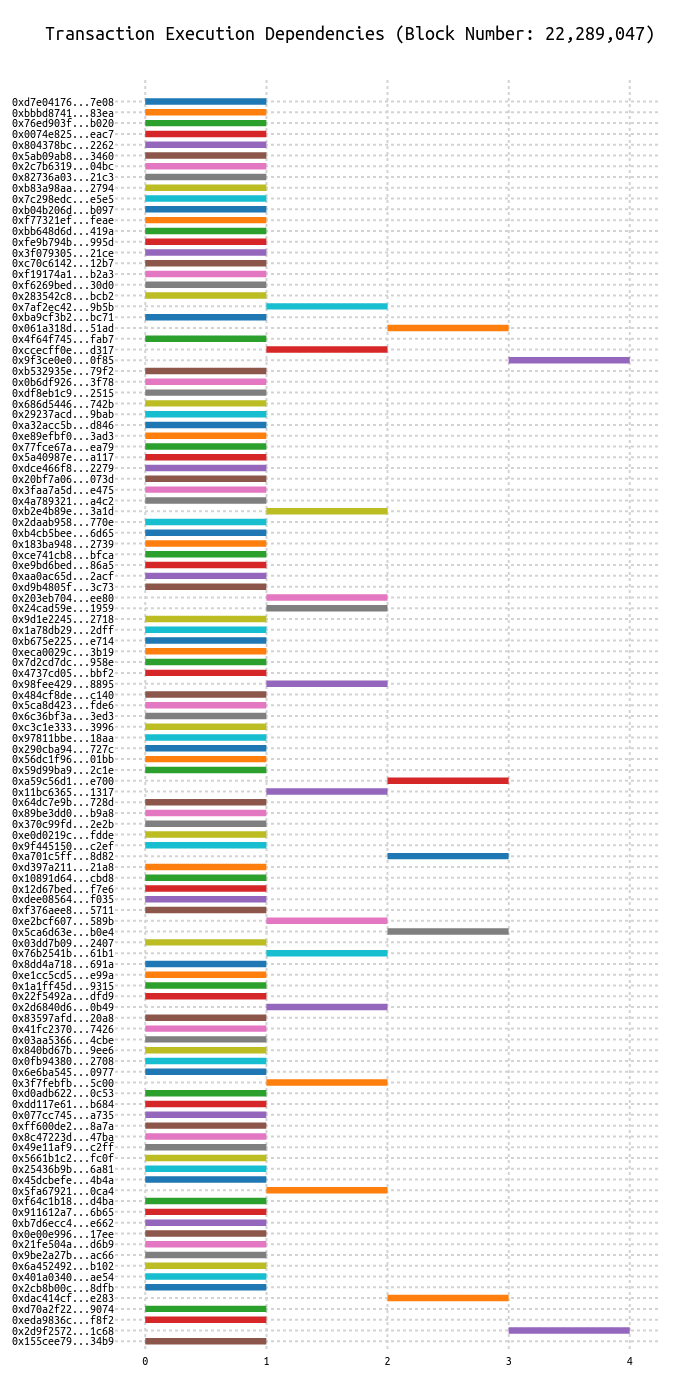 Transaction Execution Dependencies (Block Number: 22,289,047)
0xd7e04176...7e08
0xbbbd8741...83ea
0x76ed903f...b020
0x0074e825...eac7
0x804378bc...2262
0x5ab09ab8...3460
0x2c7b6319...04bc
0x82736a03...21c3
0xb83a98aa...2794
0x7c298edc...e5e5
0xb04b206d...b097
0xf77321ef...feae
0xbb648d6d...419a
0xfe9b794b...995d
0x3f079305...21ce
0xc70c6142...12b7
0xf19174a1...b2a3
0xf6269bed...30d0
0x283542c8...bcb2
0x7af2ec42...9b5b
0xba9cf3b2...bc71
0x061a318d...51ad
0x4f64f745...fab7
0xccecff0e...d317
0x9f3ce0e0...0f85
0xb532935e...79f2
0x0b6df926...3f78
0xdf8eb1c9...2515
0x686d5446...742b
0x29237acd...9bab
0xa32acc5b...d846
0xe89efbf0...3ad3
0x77fce67a...ea79
0x5a40987e...a117
0xdce466f8...2279
0x20bf7a06...073d
0x3faa7a5d...e475
0x4a789321...a4c2
0xb2e4b89e...3a1d
0x2daab958...770e
0xb4cb5bee...6d65
0x183ba948...2739
0xce741cb8...bfca
0xe9bd6bed...86a5
0xaa0ac65d...2acf
0xd9b4805f...3c73
0x203eb704...ee80
0x24cad59e...1959
0x9d1e2245...2718
0x1a78db29...2dff
0xb675e225...e714
0xeca0029c...3b19
0x7d2cd7dc...958e
0x4737cd05...bbf2
0x98fee429...8895
0x484cf8de...c140
0x5ca8d423...fde6
0x6c36bf3a...3ed3
0xc3c1e333...3996
0x97811bbe...18aa
0x290cba94...727c
0x56dc1f96...01bb
0x59d99ba9...2c1e
0xa59c56d1...e700
0x11bc6365...1317
0x64dc7e9b...728d
0x89be3dd0...b9a8
0x370c99fd...2e2b
0xe0d0219c...fdde
0x9f445150...c2ef
0xa701c5ff...8d82
0xd397a211...21a8
0x10891d64...cbd8
0x12d67bed...f7e6
0xdee08564...f035
0xf376aee8...5711
0xe2bcf607...589b
0x5ca6d63e...b0e4
0x03dd7b09...2407
0x76b2541b...61b1
0x8dd4a718...691a
0xe1cc5cd5...e99a
0x1a1ff45d...9315
0x22f5492a...dfd9
0x2d6840d6...0b49
0x83597afd...20a8
0x41fc2370...7426
0x03aa5366...4cbe
0x840bd67b...9ee6
0x0fb94380...2708
0x6e6ba545...0977
0x3f7febfb...5c00
0xd0adb622...0c53
0xdd117e61...b684
0x077cc745...a735
0xff600de2...8a7a
0x8c47223d...47ba
0x49e11af9...c2ff
0x5661b1c2...fc0f
0x25436b9b...6a81
0x45dcbefe...4b4a
0x5fa67921...0ca4
0xf64c1b18...d4ba
0x911612a7...6b65
0xb7d6ecc4...e662
0x0e00e996...17ee
0x21fe504a...d6b9
0x9be2a27b...ac66
0x6a452492...b102
0x401a0340...ae54
0x2cb8b00c...8dfb
0xdac414cf...e283
0xd70a2f22...9074
0xeda9836c...f8f2
0x2d9f2572...1c68
0x155cee79...34b9
0 1 2 3 4